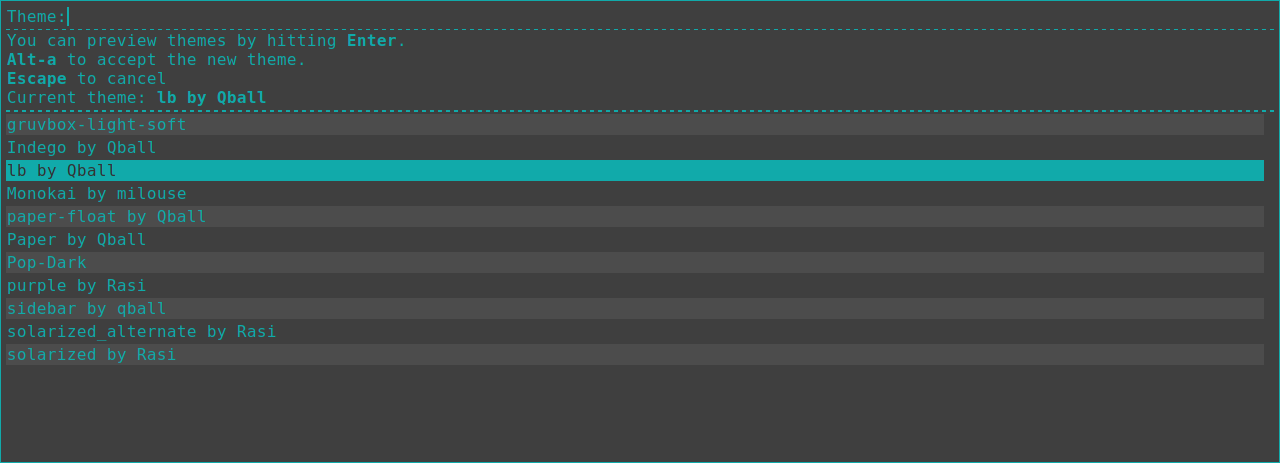 Theme:
You can preview themes by hitting Enter.
Alt-a to accept the new theme.
Escape to cancel
Current theme: lb by Qball
gruvbox-light-soft
Indego by Qball
lb by Qball
Monokai by milouse
paper-float by Qball
Paper by Qball
Pop-Dark
purple by Rasi
sidebar by qball
solarized_alternate by Rasi
solarized by Rasi